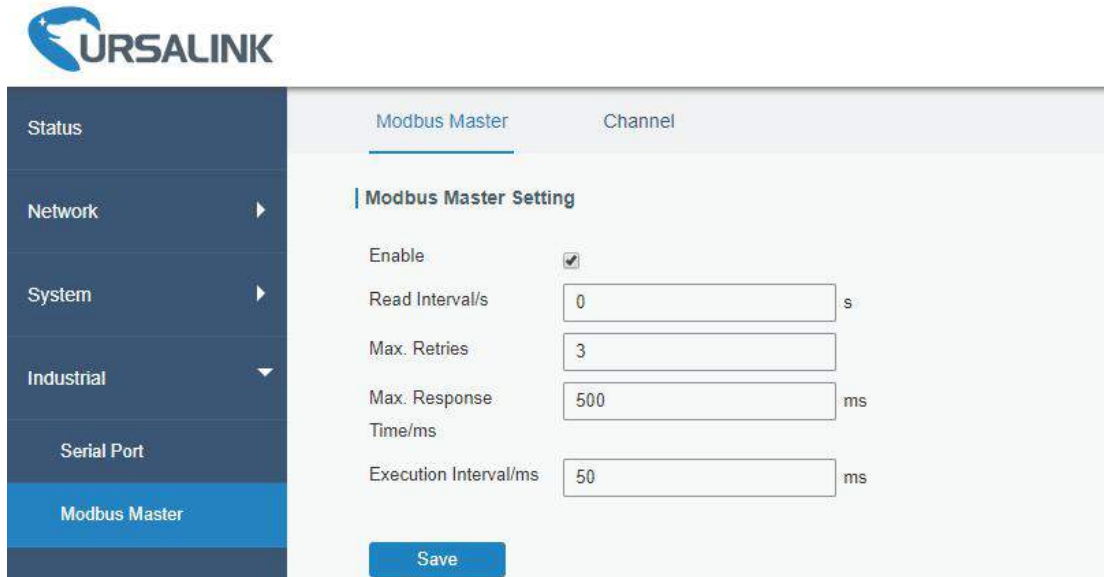 URSALINK
Status
Network
System
Industrial
Serial Port
Modbus Master
Modbus Master Channel
Modbus Master Setting
Enable
Read Interval/s 0 s
Max. Retries 3
Max. Response 500 ms
Time/ms
Execution Interval/ms 50 ms
Save